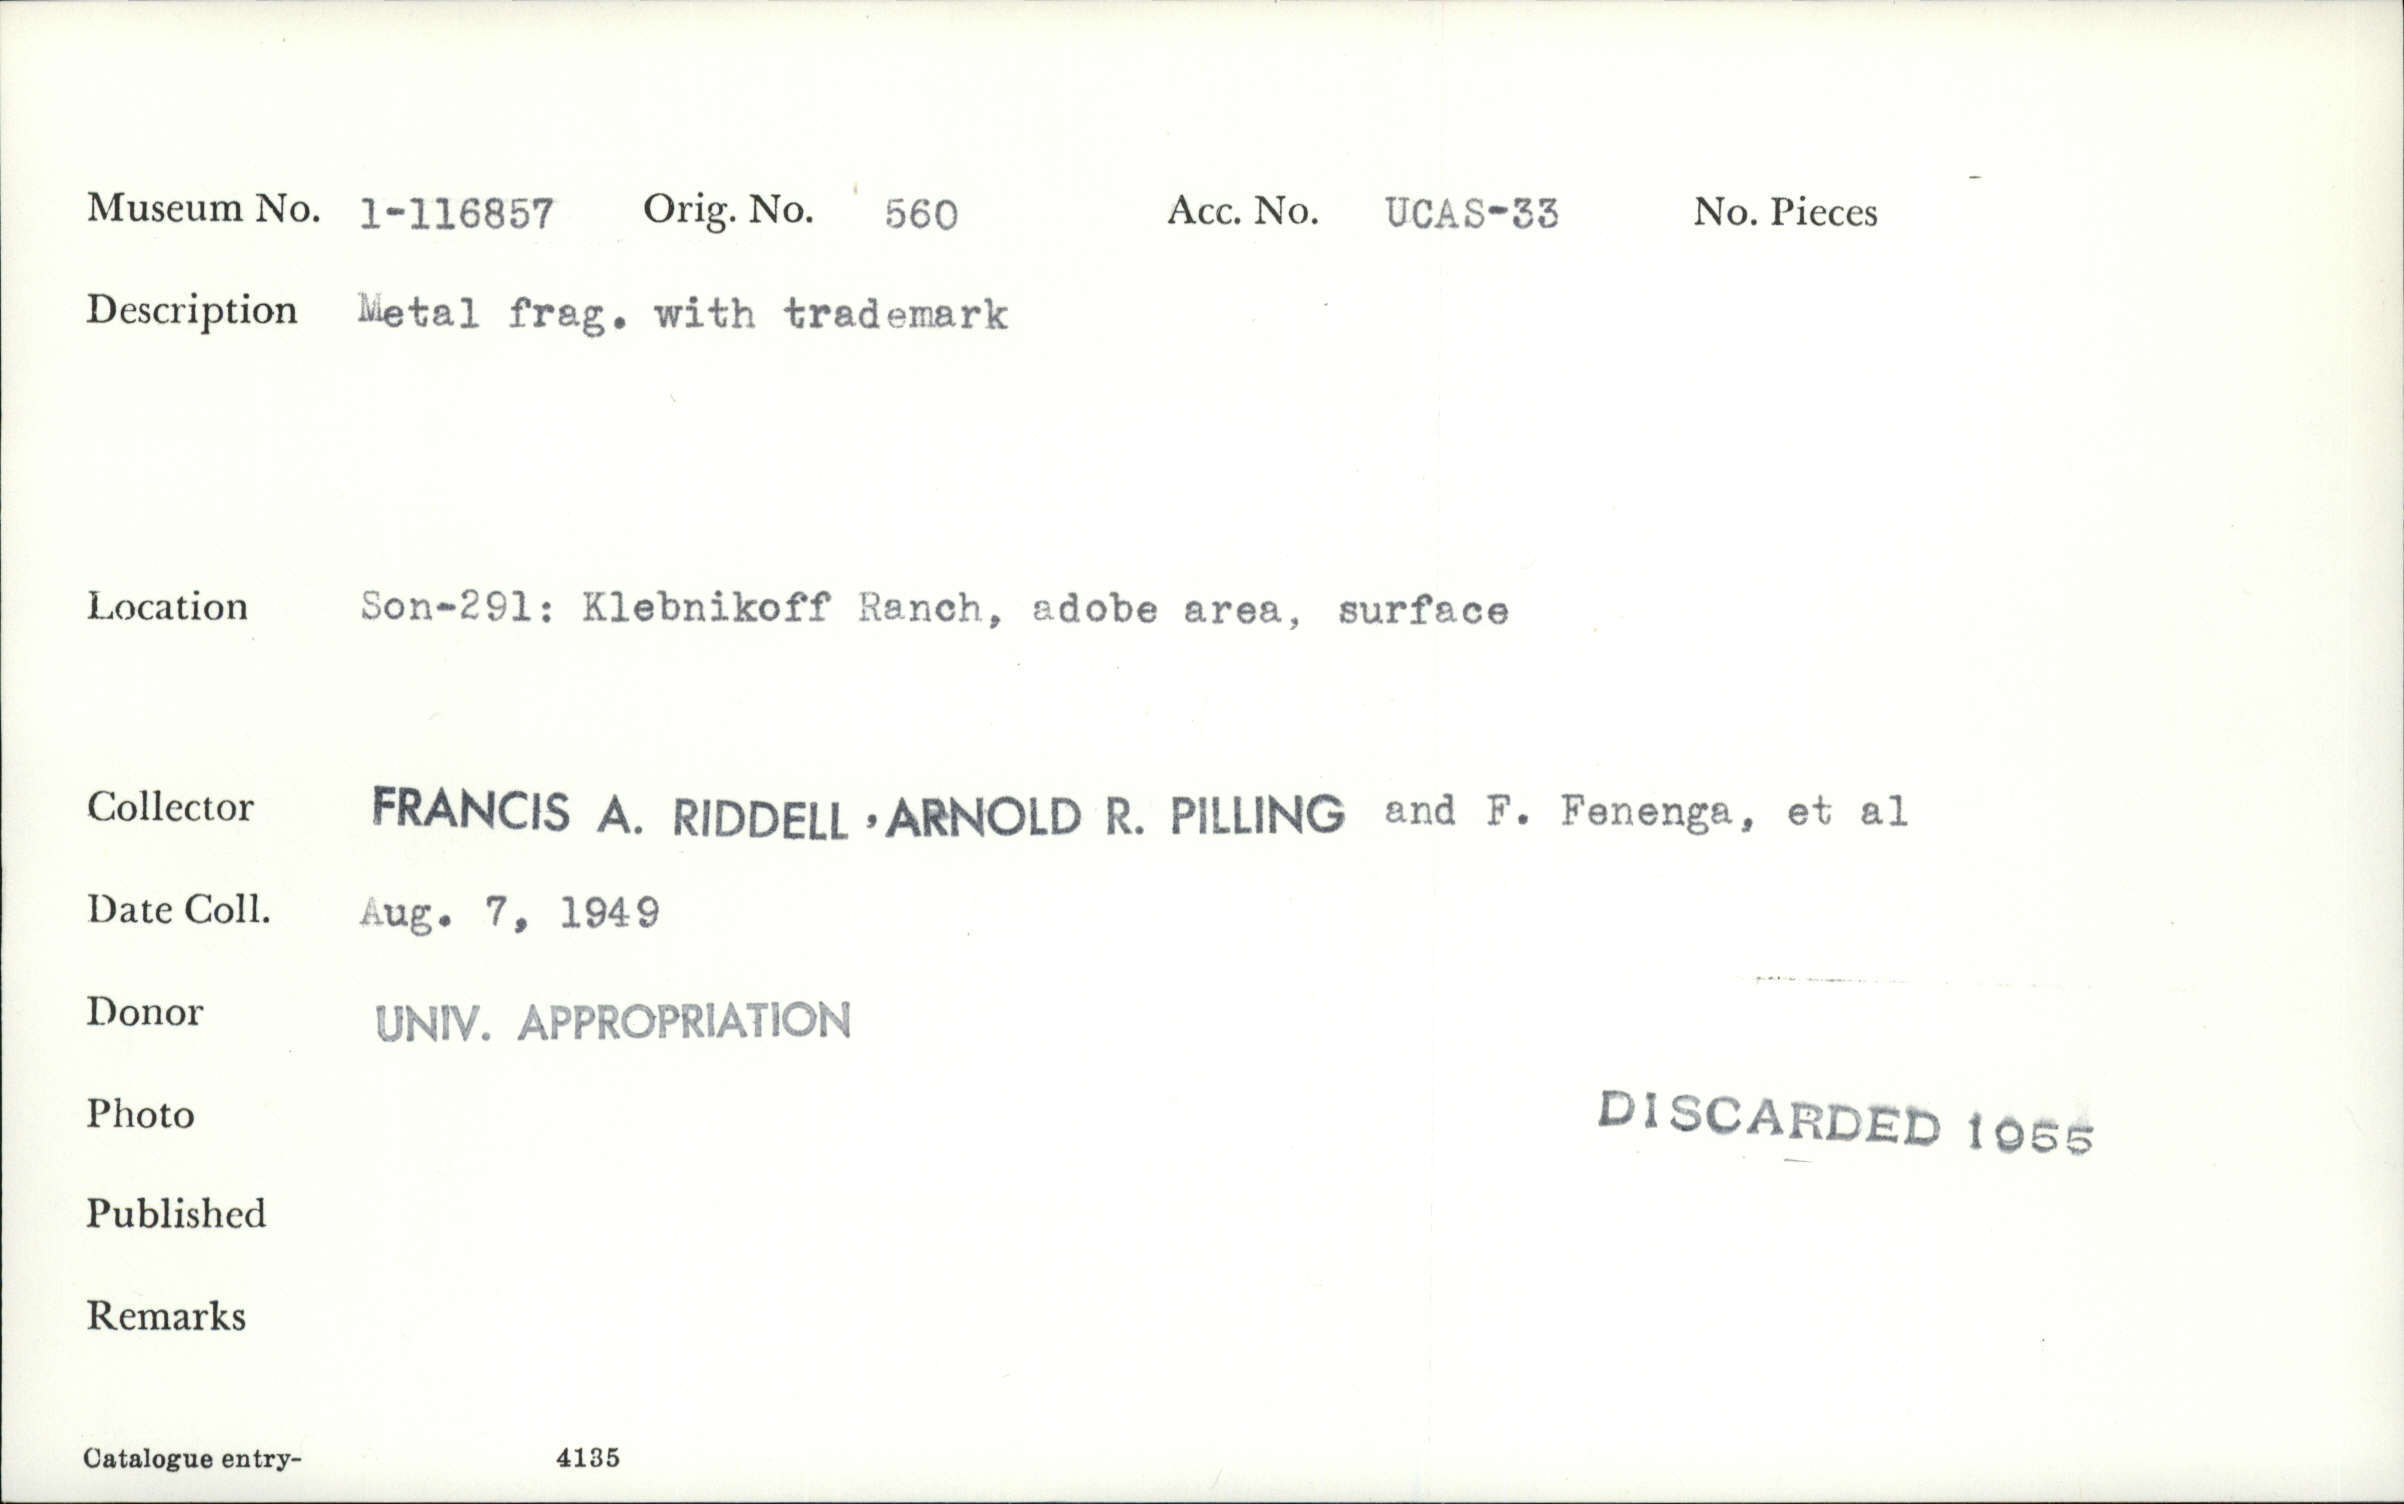 Museum No. 1-116857 Orig. No. 560 Acc. No. UCAS-33 No. Pieces
Description Metal frag. with trademark
Location Son-291: Klebnikoff Ranch, adobe area, surface
Collector FRANCIS A. RIDDELL, ARNOLD R. PILLING and F. Fenenga, et al
Date Coll. Aug. 7, 1949
Donor UNIV. APPROPRIATION
Photo DISCARDED 1955
Published
Remarks
Catalogue entry- 4135